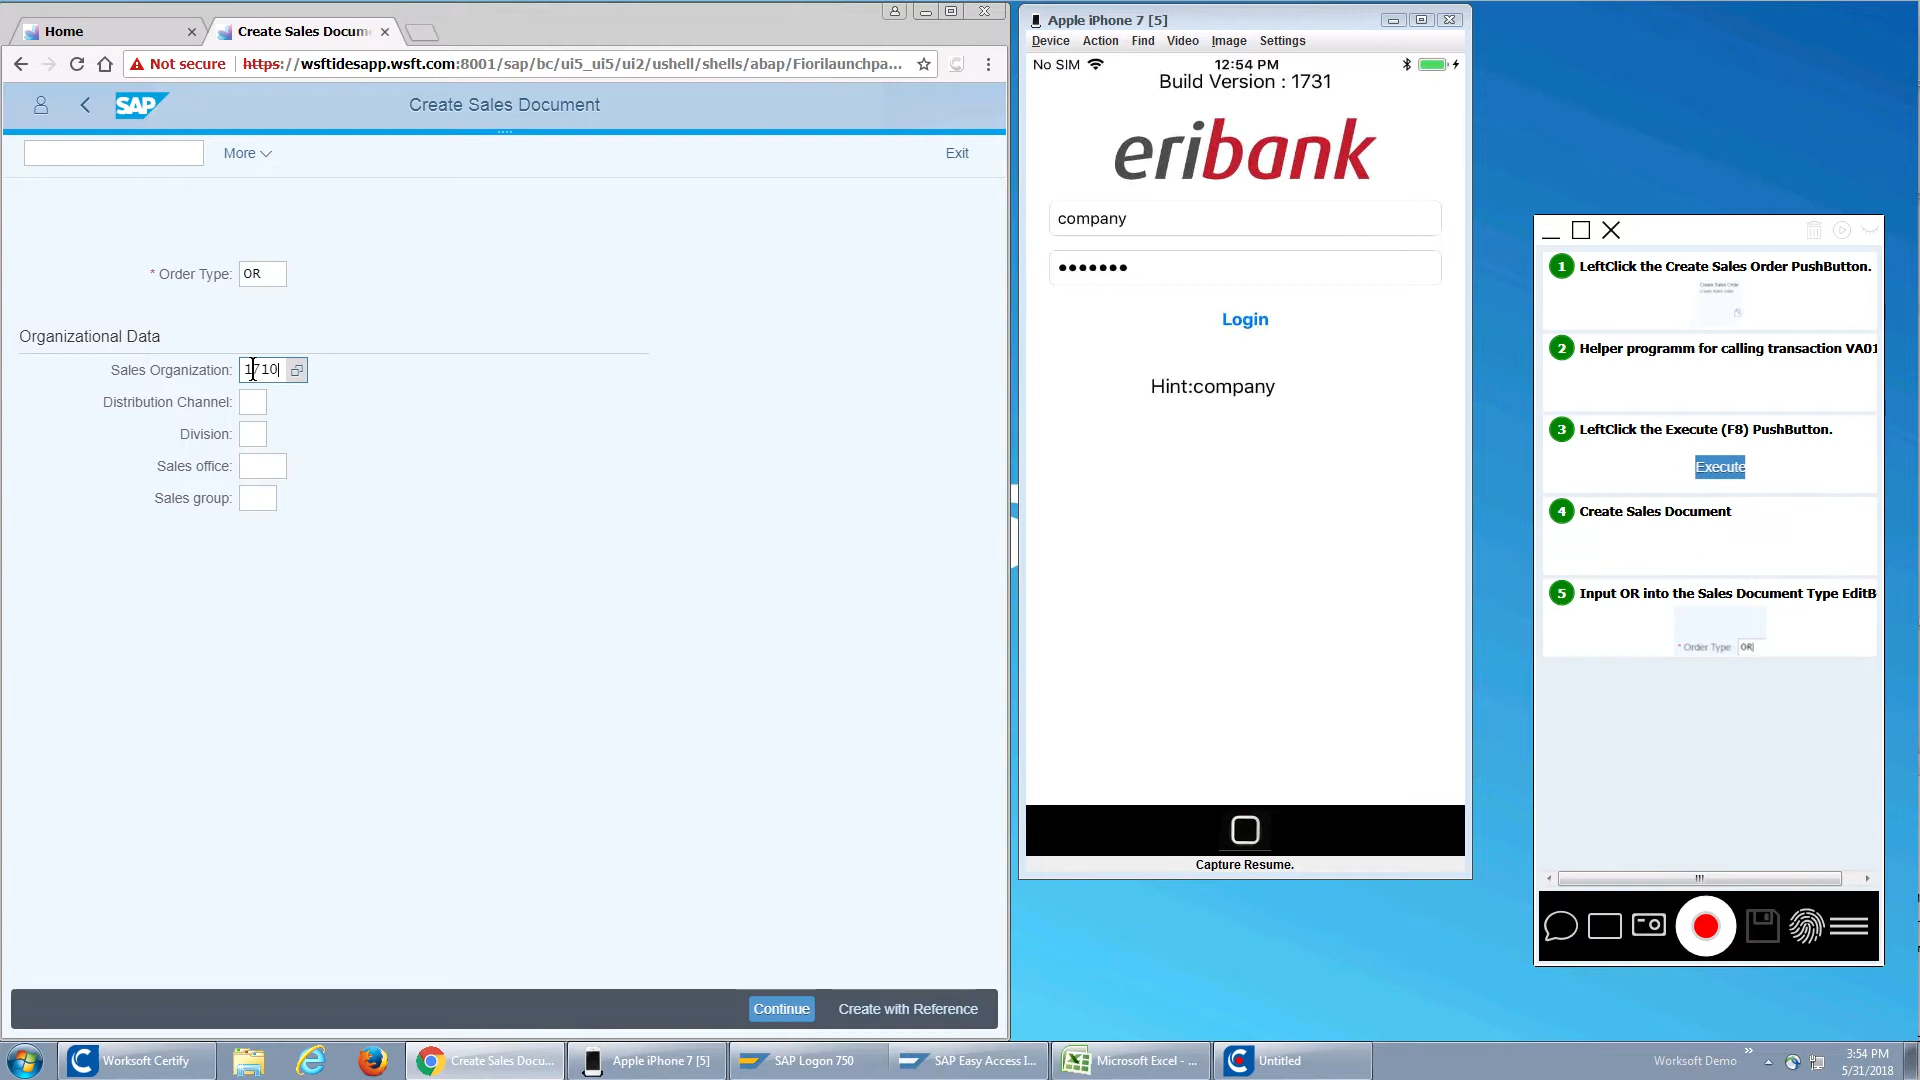 Home
Create Sales Docum
Not secure
https://wsftidesapp.wsft.com:8001/sap/bc/ui5_ui5/ui2/ushell/shells/abap/Fiorilaunchpa...
SAP
Create Sales Document
More
Exit
* Order Type: OR
Organizational Data
Sales Organization: 1710
Distribution Channel:
Division:
Sales office:
Sales group:
Continue
Create with Reference
Apple iPhone 7 [5]
Device Action Find Video Image Settings
No SIM 12:54 PM
Build Version : 1731
eribank
company
Login
Hint:company
Capture Resume.
1 LeftClick the Create Sales Order PushButton.
Create Sales Order
2 Helper programm for calling transaction VA01
3 LeftClick the Execute (F8) PushButton.
Execute
4 Create Sales Document
5 Input OR into the Sales Document Type EditB
* Order Type: OR
Worksoft Certify
Create Sales Docu...
Apple iPhone 7 [5]
SAP Logon 750
SAP Easy Access I...
Microsoft Excel - ...
Untitled
Worksoft Demo
3:54 PM
5/31/2018